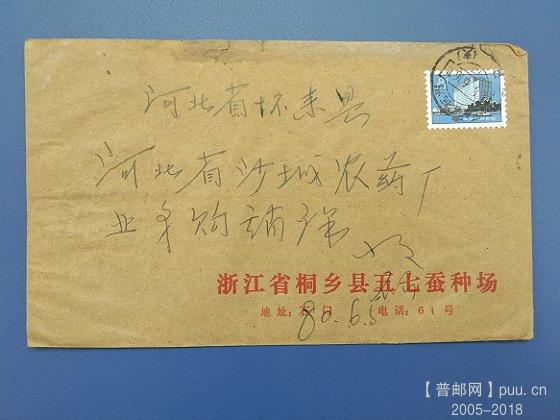 河北省怀来县
河北省沙城农药厂
业务购销部 收
浙江省桐乡县五七蚕种场
地址: 电话:61号
80.6.5
【普邮网】puu.cn
2005-2018